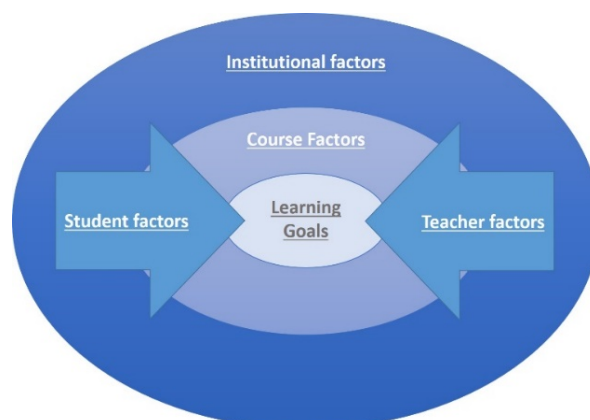 Institutional factors
Course Factors
Student factors
Learning
Goals
Teacher factors